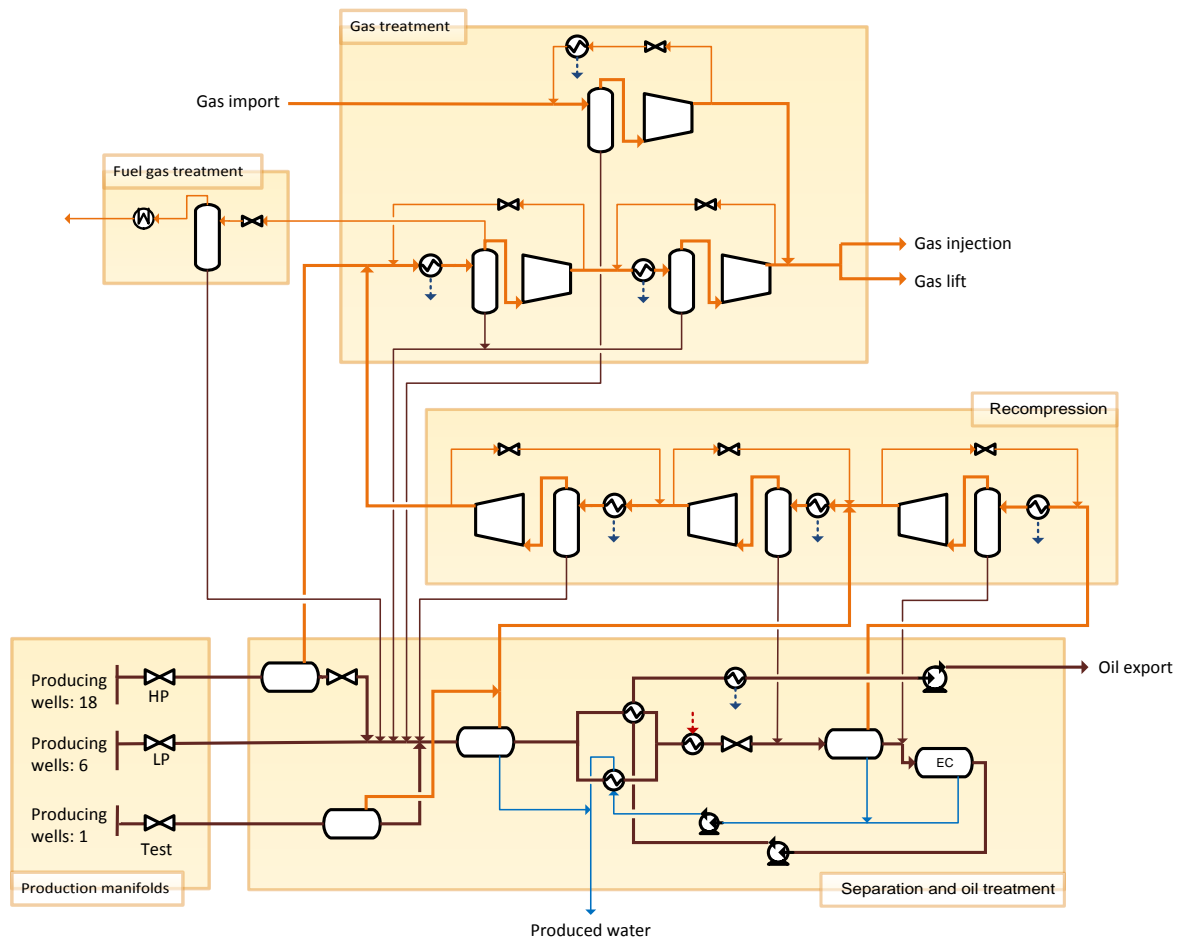 Gas treatment
Gas import
Fuel gas treatment
Gas injection
Gas lift
Recompression
Producing
wells: 18
HP
Oil export
Producing
wells: 6
LP
EC
Producing
wells: 1
Test
Production manifolds
Separation and oil treatment
Produced water